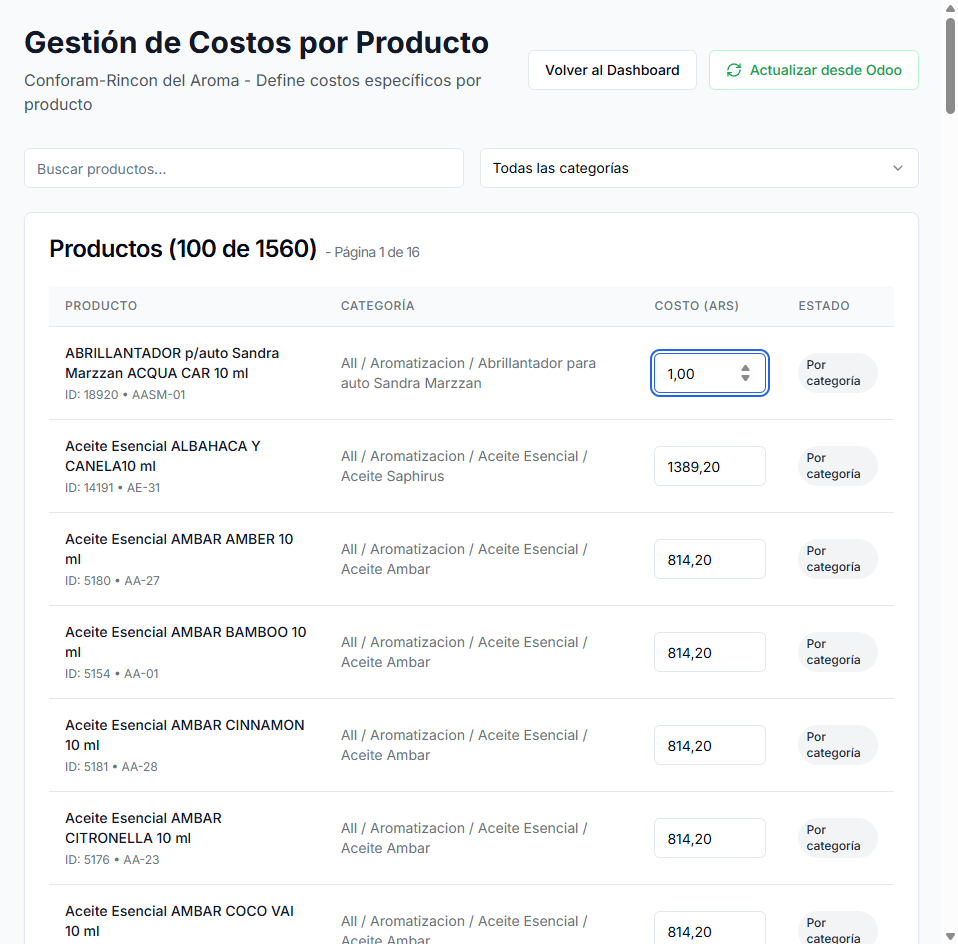 Gestión de Costos por Producto
Conforam-Rincon del Aroma - Define costos específicos por
producto
Volver al Dashboard
Actualizar desde Odoo
Buscar productos...
Todas las categorías
Productos (100 de 1560) - Página 1 de 16
PRODUCTO CATEGORÍA COSTO (ARS) ESTADO
ABRILLANTADOR p/auto Sandra
Marzzan ACQUA CAR 10 ml
ID: 18920 • AASM-01
All / Aromatizacion / Abrillantador para
auto Sandra Marzzan
1,00
Por
categoría
Aceite Esencial ALBAHACA Y
CANELA10 ml
ID: 14191 • AE-31
All / Aromatizacion / Aceite Esencial /
Aceite Saphirus
1389,20
Por
categoría
Aceite Esencial AMBAR AMBER 10
ml
ID: 5180 • AA-27
All / Aromatizacion / Aceite Esencial /
Aceite Ambar
814,20
Por
categoría
Aceite Esencial AMBAR BAMBOO 10
ml
ID: 5154 • AA-01
All / Aromatizacion / Aceite Esencial /
Aceite Ambar
814,20
Por
categoría
Aceite Esencial AMBAR CINNAMON
10 ml
ID: 5181 • AA-28
All / Aromatizacion / Aceite Esencial /
Aceite Ambar
814,20
Por
categoría
Aceite Esencial AMBAR
CITRONELLA 10 ml
ID: 5176 • AA-23
All / Aromatizacion / Aceite Esencial /
Aceite Ambar
814,20
Por
categoría
Aceite Esencial AMBAR COCO VAI
10 ml
All / Aromatizacion / Aceite Esencial /
Aceite Ambar
814,20
Por
categoría